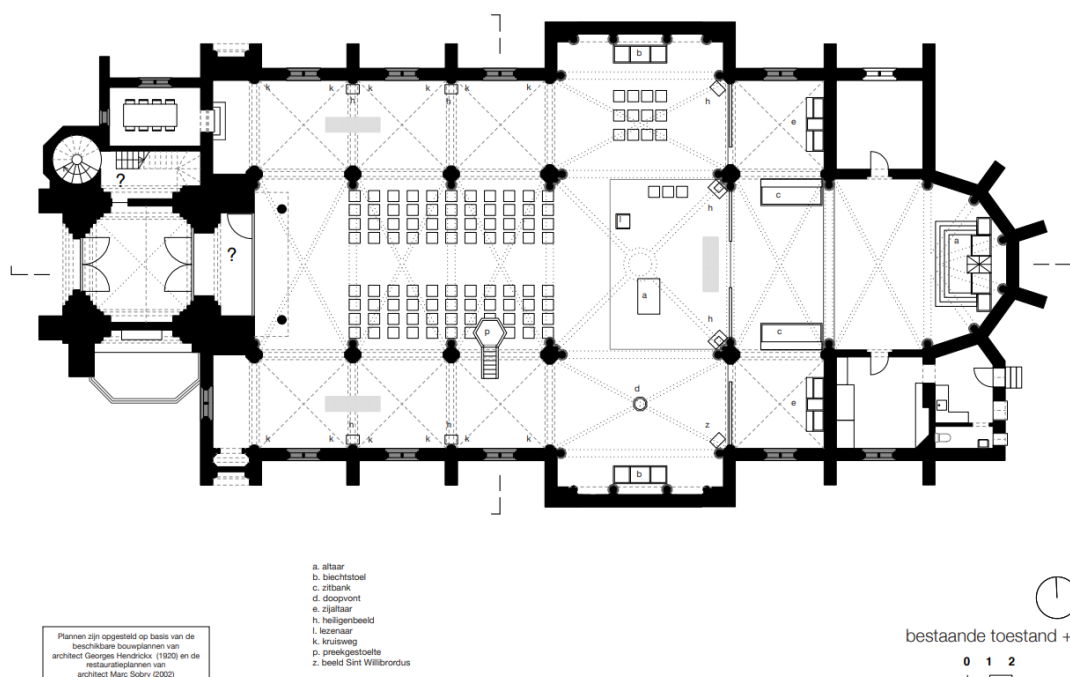 b
k
k
k
k
k
k
h
h
h
e
?
c
h
l
?
a
a
p
h
c
d
e
z
h
h
k
k
k
k
k
k
b
a. altaar
b. biechtstoel
c. zitbank
d. doopvont
e. zijaltaar
h. heiligenbeeld
l. lezenaar
k. kruisweg
p. preekgestoelte
z. beeld Sint Willibrordus
Plannen zijn opgesteld op basis van de
beschikbare bouwplannen van
architect Georges Hendrickx (1920) en de
restauratieplannen van
architect Marc Sobry (2002)
bestaande toestand +
0 1 2